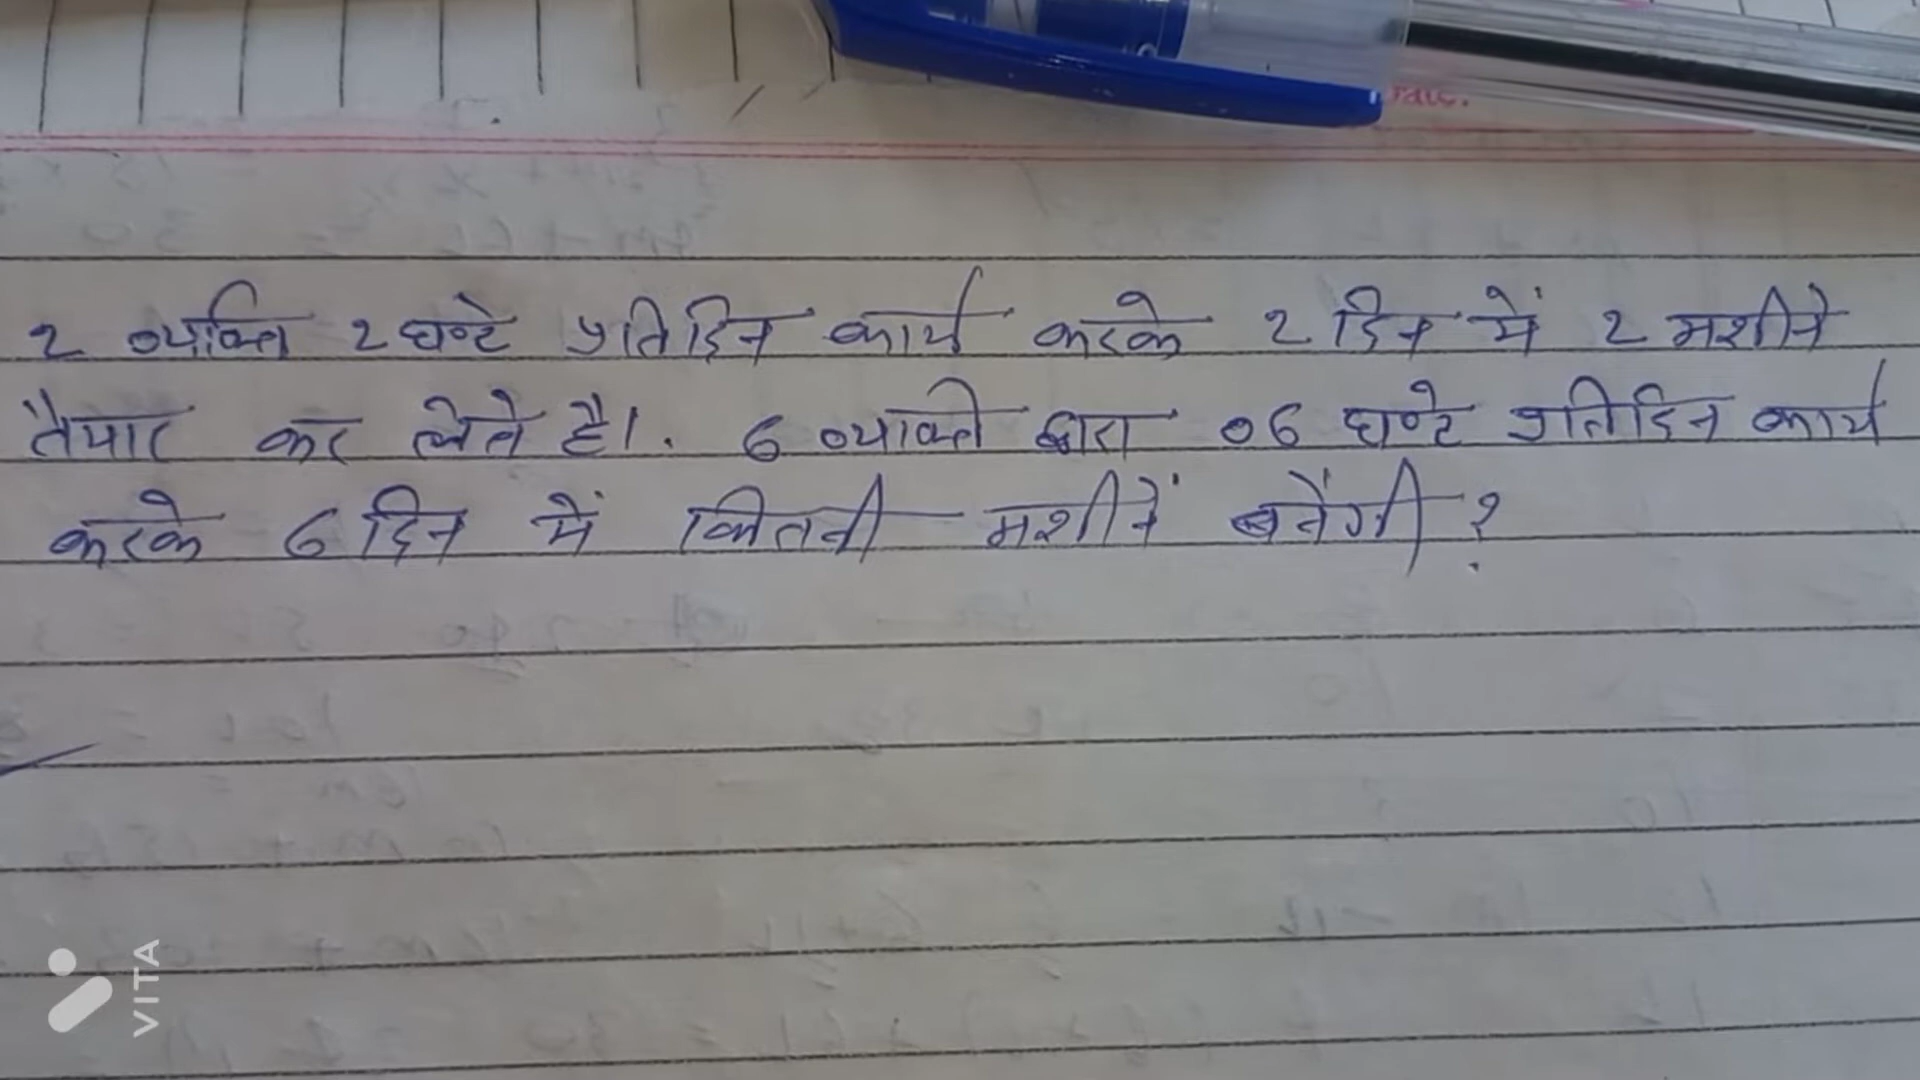 2 व्यक्ति 2 घण्टे प्रतिदिन कार्य करके 2 दिन में 2 मशीने
तैयार कर लेते है।. 6 व्यक्ति द्वारा 06 घण्टे प्रतिदिन कार्य
करके 6 दिन में कितनी मशीनें बनेंगी?
VITA